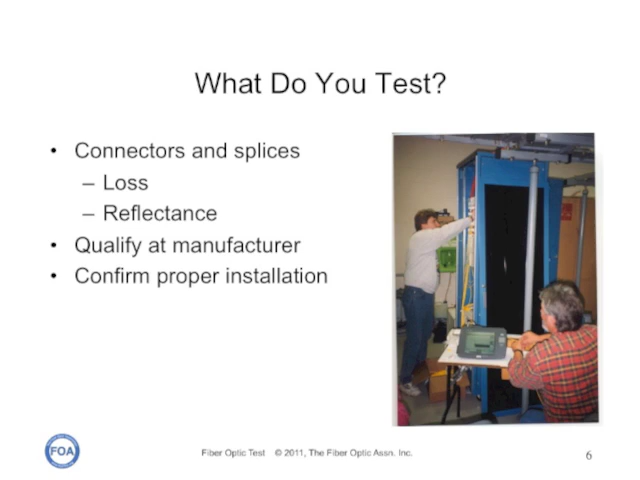 What Do You Test?
• Connectors and splices
– Loss
– Reflectance
• Qualify at manufacturer
• Confirm proper installation
FOA
Fiber Optic Test © 2011, The Fiber Optic Assn. Inc.
6